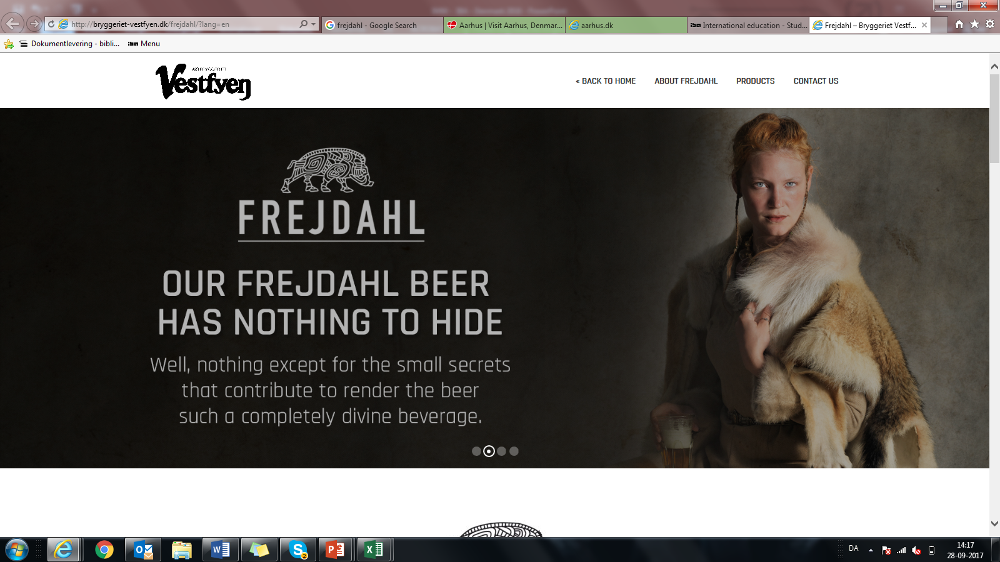 http://bryggeriet-vestfyen.dk/frejdahl/?lang=en
frejdahl - Google Search
Aarhus | Visit Aarhus, Denmar...
aarhus.dk
International education - Stud...
Frejdahl – Bryggeriet Vestf...
Dokumentlevering - bibli...
Menu
A/S BRYGGERIET
Vestfyen
« BACK TO HOME
ABOUT FREJDAHL
PRODUCTS
CONTACT US
FREJDAHL
OUR FREJDAHL BEER
HAS NOTHING TO HIDE
Well, nothing except for the small secrets
that contribute to render the beer
such a completely divine beverage.
2
DA
14:17
28-09-2017